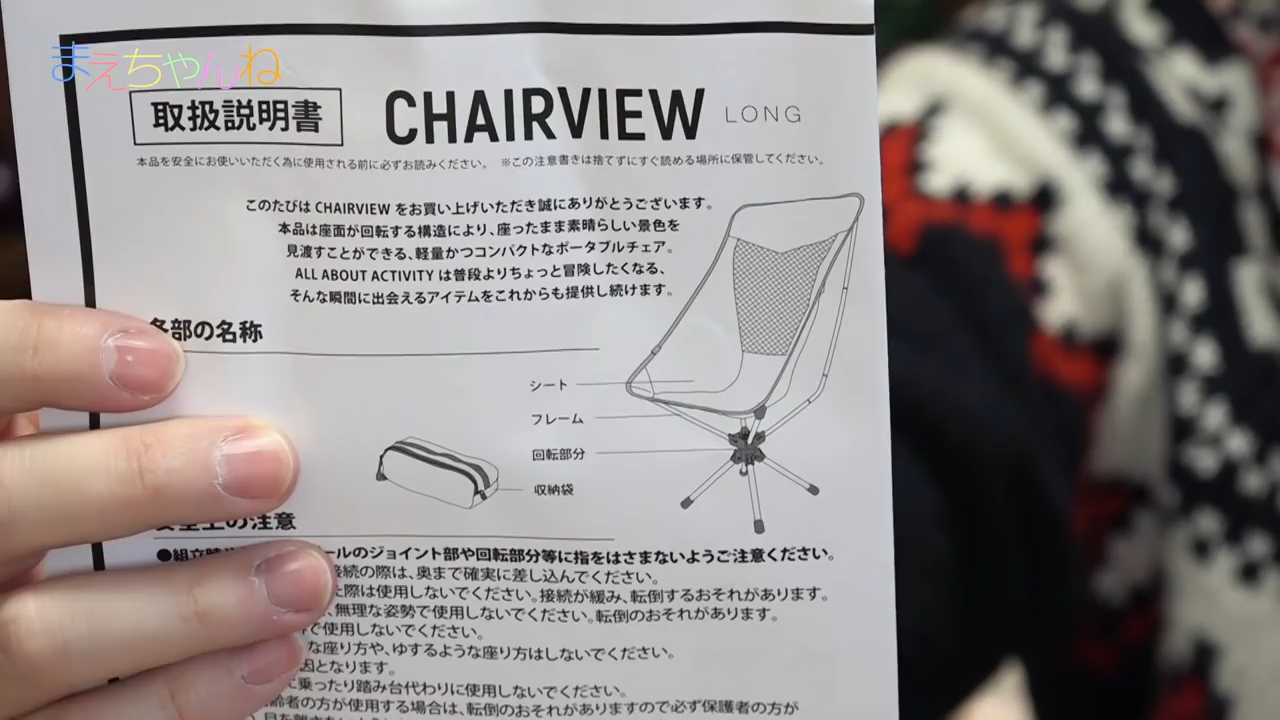 まえちゃんね
取扱説明書
CHAIRVIEW LONG
本品を安全にお使いいただく為に使用される前に必ずお読みください。 ※この注意書きは捨てずにすぐ読める場所に保管してください。
このたびは CHAIRVIEW をお買い上げいただき誠にありがとうございます。
本品は座面が回転する構造により、座ったまま素晴らしい景色を
見渡すことができる、軽量かつコンパクトなポータブルチェア。
ALL ABOUT ACTIVITY は普段よりちょっと冒険したくなる、
そんな瞬間に出会えるアイテムをこれからも提供し続けます。
各部の名称
シート
フレーム
回転部分
収納袋
上の注意
●組立時 ールのジョイント部や回転部分等に指をはさまないようご注意ください。
接続の際は、奥まで確実に差し込んでください。
際は使用しないでください。接続が緩み、転倒するおそれがあります。
、無理な姿勢で使用しないでください。転倒のおそれがあります。
で使用しないでください。
な座り方や、ゆするような座り方はしないでください。
因となります。
に乗ったり踏み台代わりに使用しないでください。
齢者の方が使用する場合は、転倒のおそれがありますので必ず保護者の方が